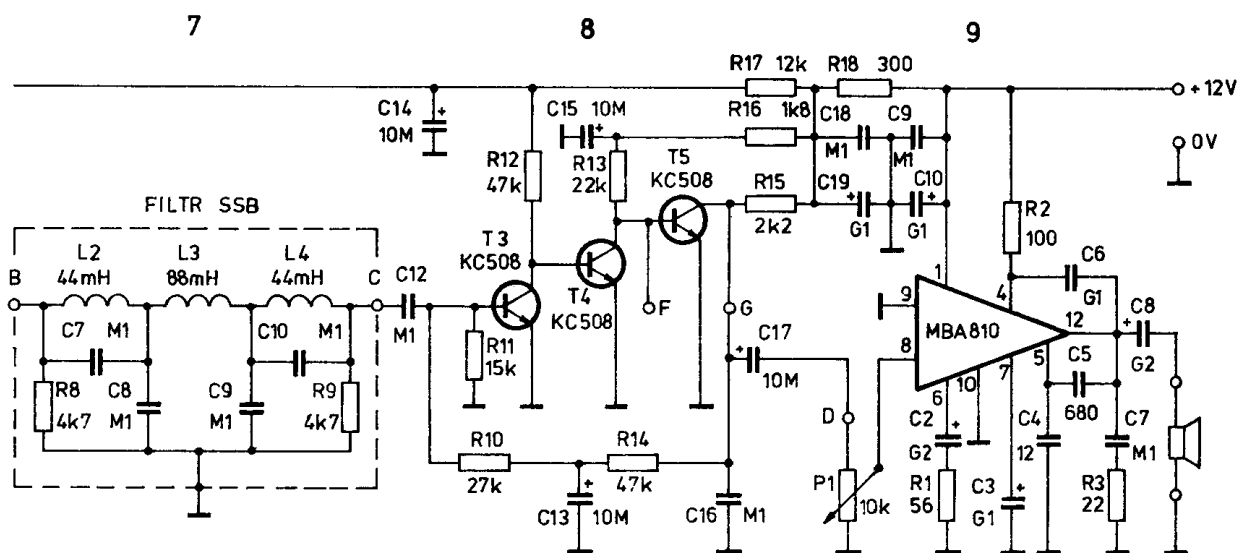 7
8
9
R17 12k
R18 300
+12V
C14 10M
C15 10M
R16 1k8
C18 M1
C9 M1
0V
R12 47k
R13 22k
T5 KC508
R15 2k2
C19 G1
C10 G1
R2 100
FILTR SSB
B
L2 44mH
L3 88mH
L4 44mH
C
C12 M1
T3 KC508
T4 KC508
F
G
C7 M1
C10 M1
R11 15k
C17 10M
R8 4k7
C8 M1
C9 M1
R9 4k7
1
9
8
4
MBA810
12
5
7
6
10
C6 G1
C8 G2
C5 680
D
C2 G2
C4 12
C7 M1
R10 27k
R14 47k
P1 10k
R1 56
C3 G1
R3 22
C13 10M
C16 M1